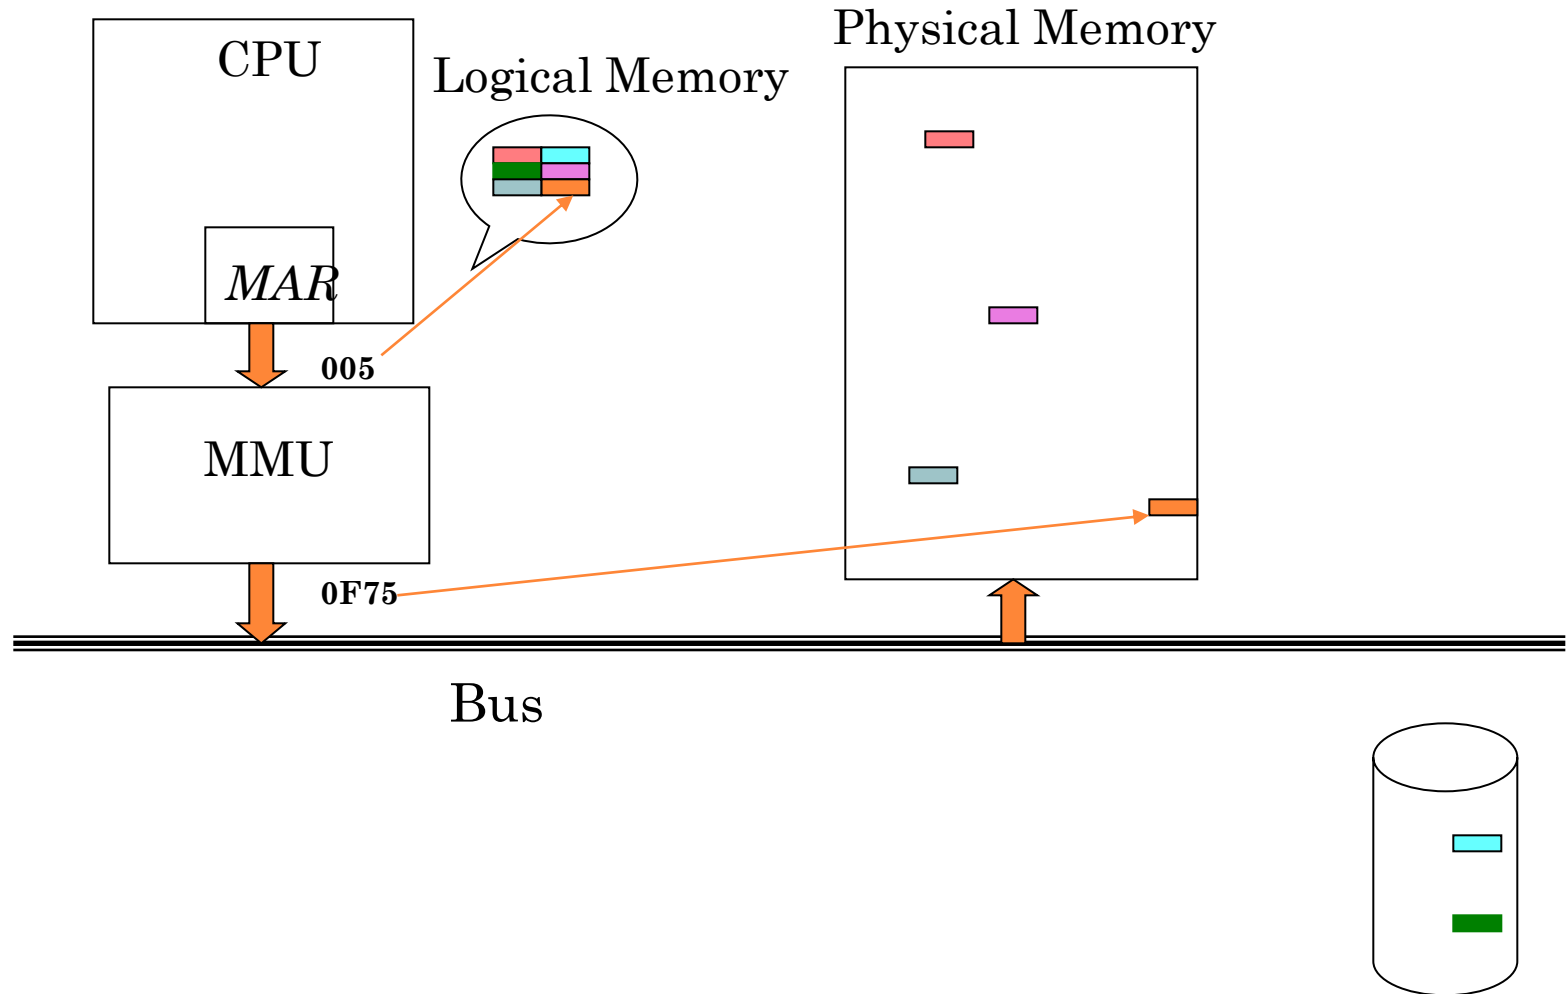 Physical Memory
CPU
Logical Memory
MAR
005
MMU
0F75
Bus